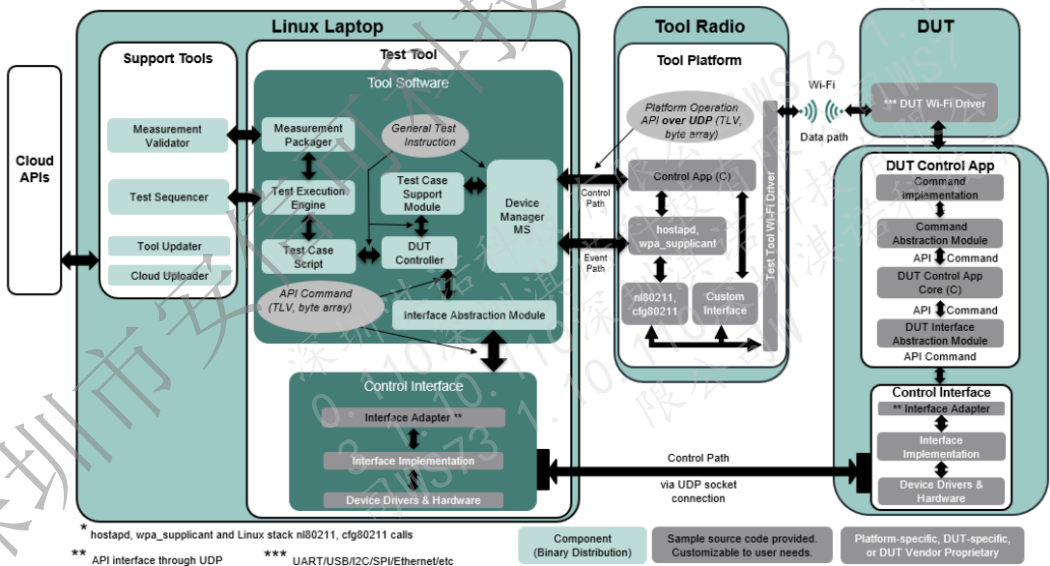 Linux Laptop
Tool Radio
DUT
Support Tools
Test Tool
Tool Platform
Tool Software
Cloud
APIs
Measurement
Validator
Test Sequencer
Tool Updater
Cloud Uploader
Measurement
Packager
General Test
Instruction
Test Execution
Engine
Test Case
Support
Module
Device
Manager
MS
Test Case
Script
DUT
Controller
API Command
(TLV, byte array)
Interface Abstraction Module
Control Interface
Interface Adapter **
Interface Implementation
Device Drivers & Hardware
Control
Path
Event
Path
Platform Operation
API over UDP (TLV,
byte array)
Control App (C)
hostapd,
wpa_supplicant
nl80211,
cfg80211
Custom
Interface
Test Tool Wi-Fi Driver
Wi-Fi
Data path
*** DUT Wi-Fi Driver
DUT Control App
Command
implementation
Command
Abstraction Module
API Command
DUT Control App
Core (C)
API Command
DUT Interface
Abstraction Module
API Command
Control Interface
** Interface Adapter
Interface
Implementation
Device Drivers &
Hardware
Control Path
via UDP socket
connection
* hostapd, wpa_supplicant and Linux stack nl80211, cfg80211 calls
** API interface through UDP
*** UART/USB/I2C/SPI/Ethernet/etc
Component
(Binary Distribution)
Sample source code provided.
Customizable to user needs.
Platform-specific, DUT-specific,
or DUT Vendor Proprietary